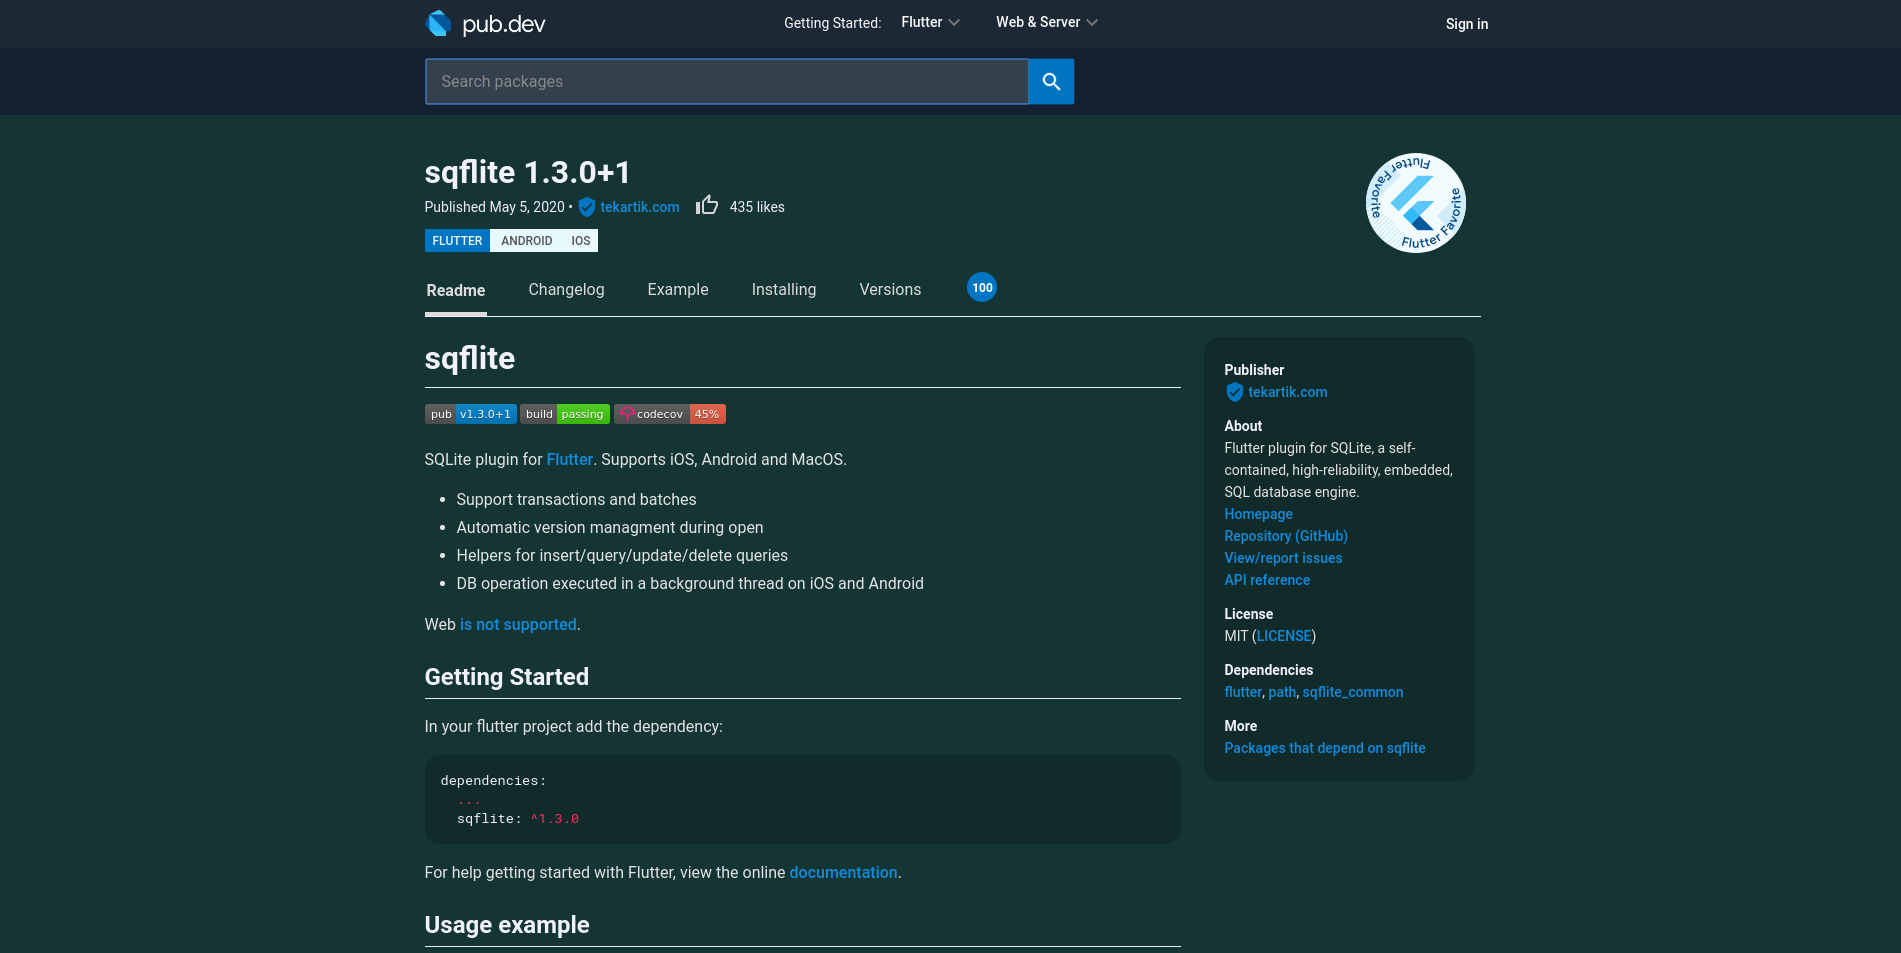 pub.dev
Getting Started:
Flutter
Web & Server
Sign in
Search packages
sqflite 1.3.0+1
Published May 5, 2020 • tekartik.com 435 likes
FLUTTER ANDROID IOS
Flutter Favorite Flutter Favorite
Readme Changelog Example Installing Versions 100
sqflite
pub v1.3.0+1 build passing codecov 45%
SQLite plugin for Flutter. Supports iOS, Android and MacOS.
• Support transactions and batches
• Automatic version managment during open
• Helpers for insert/query/update/delete queries
• DB operation executed in a background thread on iOS and Android
Web is not supported.
Getting Started
In your flutter project add the dependency:
dependencies:
...
sqflite: ^1.3.0
For help getting started with Flutter, view the online documentation.
Usage example
Publisher
tekartik.com
About
Flutter plugin for SQLite, a self-
contained, high-reliability, embedded,
SQL database engine.
Homepage
Repository (GitHub)
View/report issues
API reference
License
MIT (LICENSE)
Dependencies
flutter, path, sqflite_common
More
Packages that depend on sqflite